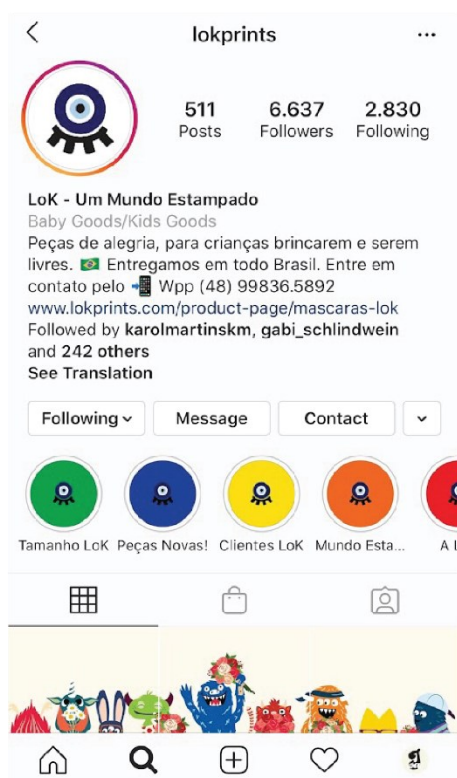 lokprints
511 6.637 2.830
Posts Followers Following
LoK - Um Mundo Estampado
Baby Goods/Kids Goods
Peças de alegria, para crianças brincarem e serem
livres. 🇧🇷 Entregamos em todo Brasil. Entre em
contato pelo 📲 Wpp (48) 99836.5892
www.lokprints.com/product-page/mascaras-lok
Followed by karolmartinskm, gabi_schlindwein
and 242 others
See Translation
Following Message Contact
Tamanho LoK Peças Novas! Clientes LoK Mundo Esta... A L